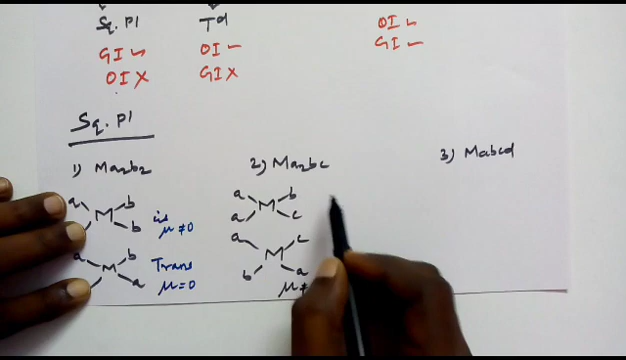 Sq. Pl Td
GI ✓ OI ✓ OI ✓
OI X GI X GI ✓
Sq. Pl
1) Ma2b2 2) Ma2bc 3) Mabcd
a b a b
M M
b a c
cis μ≠0
a b a c
M M
a b a
Trans μ=0 μ≠